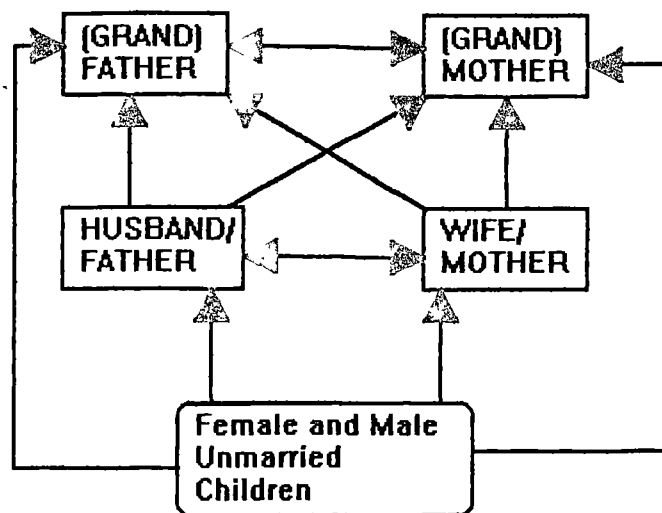 (GRAND)
FATHER
(GRAND)
MOTHER
HUSBAND/
FATHER
WIFE/
MOTHER
Female and Male
Unmarried
Children